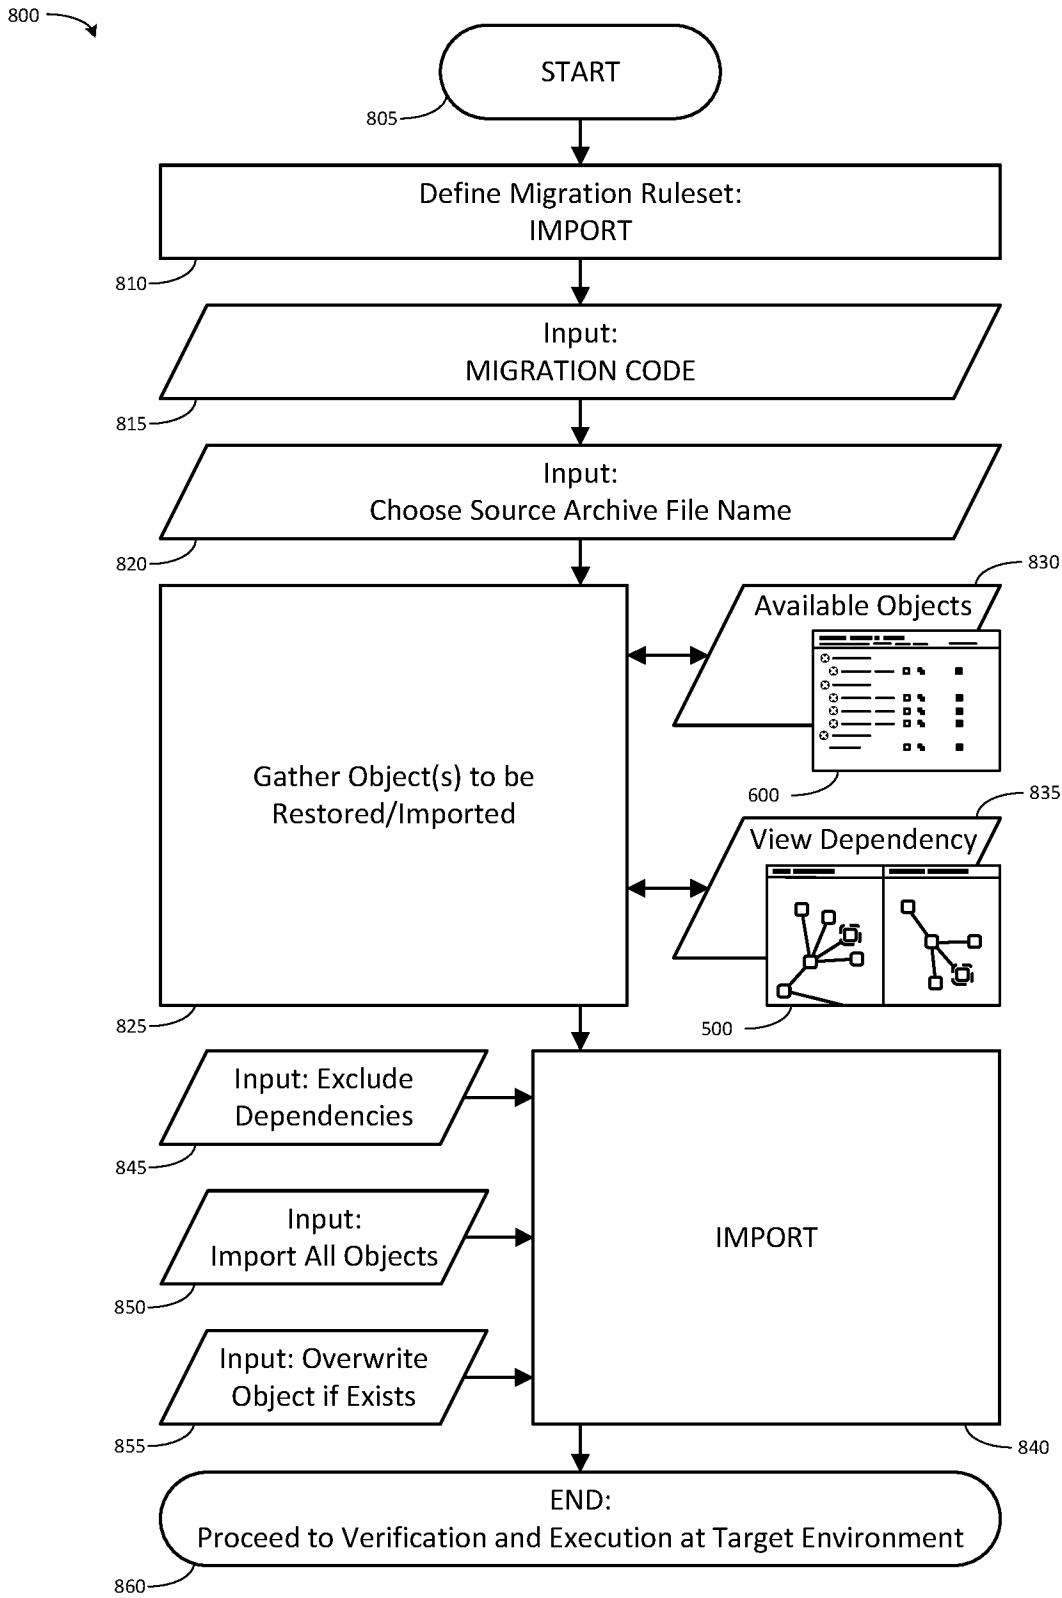 800
START
805
Define Migration Ruleset:
IMPORT
810
Input:
MIGRATION CODE
815
Input:
Choose Source Archive File Name
820
830
Available Objects
600
Gather Object(s) to be
Restored/Imported
835
View Dependency
500
825
Input: Exclude
Dependencies
845
Input:
Import All Objects
850
IMPORT
Input: Overwrite
Object if Exists
855
840
END:
Proceed to Verification and Execution at Target Environment
860